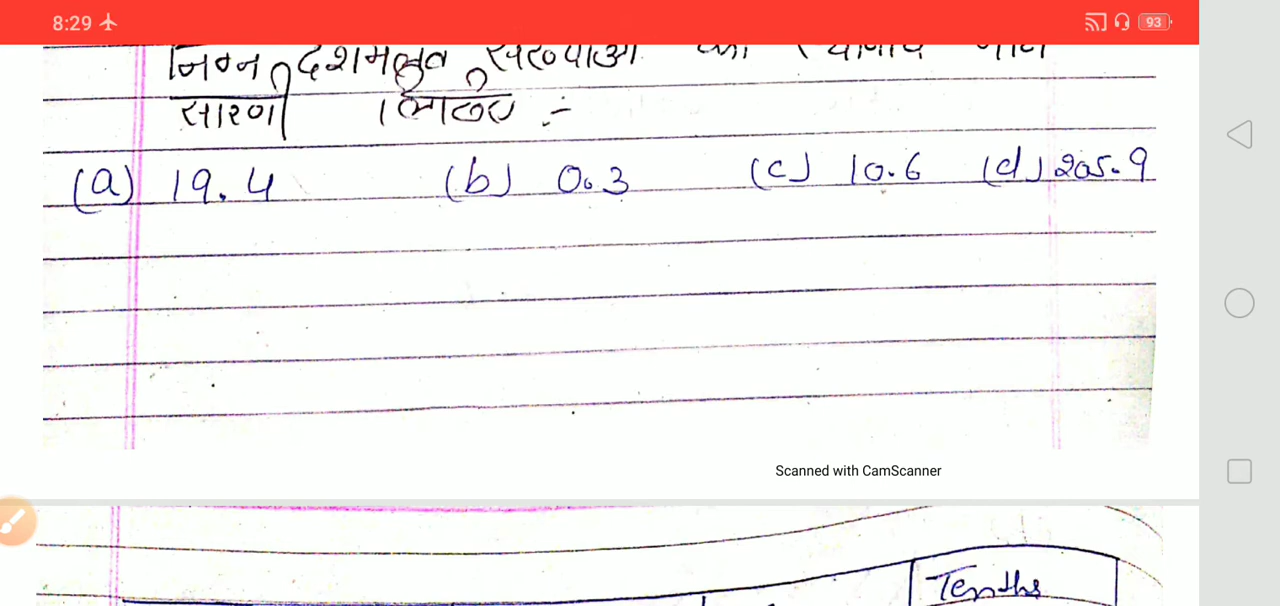 8:29
93
निम्न दशमलव संख्याओं का स्थानीय मान
सारणी लिखिए :-
(a) 19.4 (b) 0.3 (c) 10.6 (d) 205.9
Scanned with CamScanner
Tenths